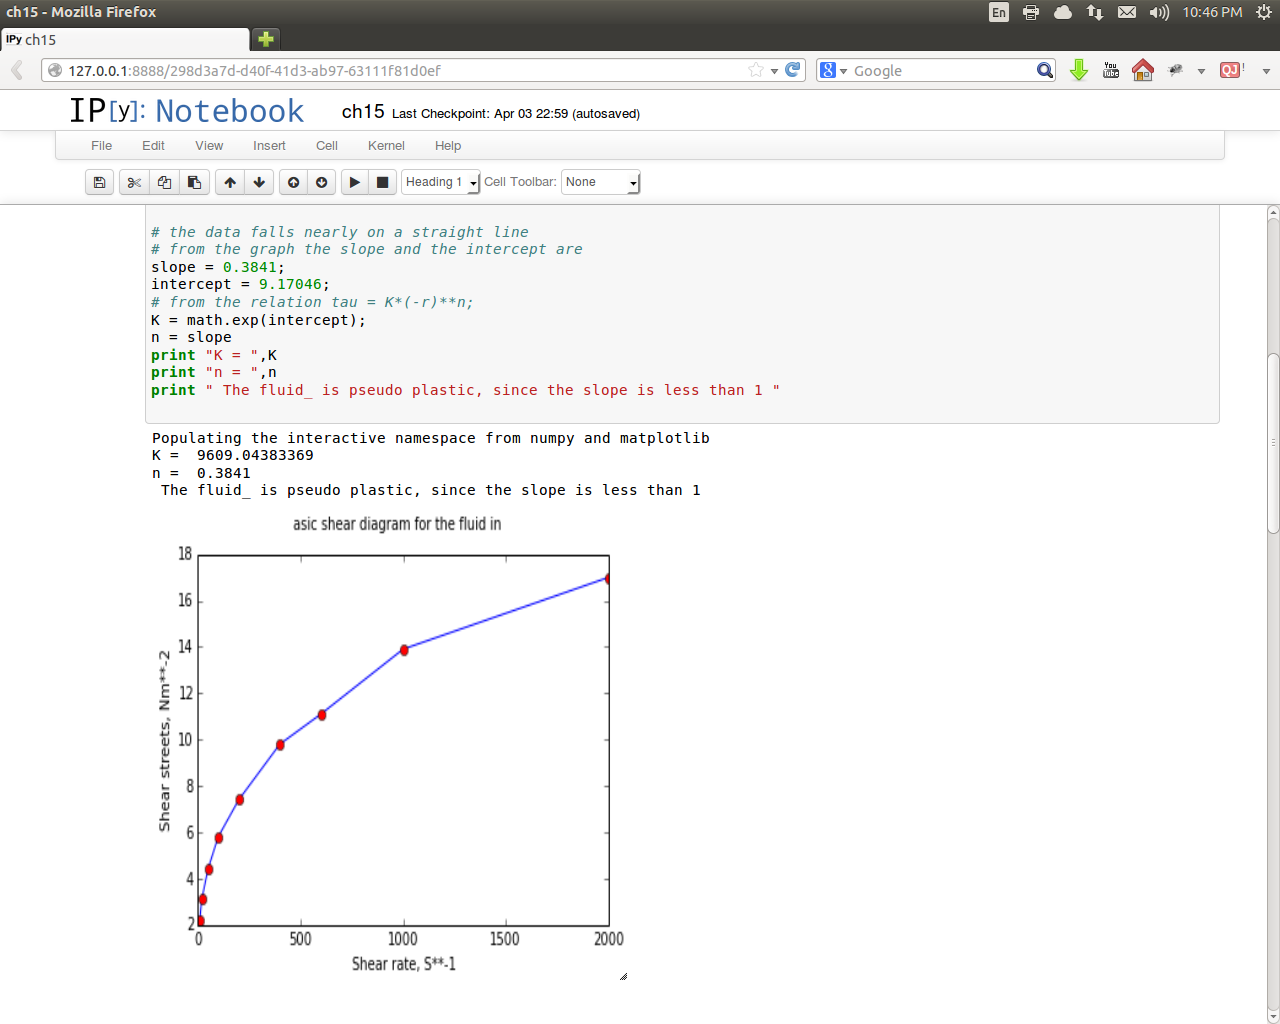 ch15 - Mozilla Firefox
En
10:46 PM
IPy ch15
127.0.0.1:8888/298d3a7d-d40f-41d3-ab97-63111f81d0ef
8
Google
You
Tube
QJ !
IP[y]: Notebook
ch15 Last Checkpoint: Apr 03 22:59 (autosaved)
File Edit View Insert Cell Kernel Help
Heading 1 Cell Toolbar: None
# the data falls nearly on a straight line
# from the graph the slope and the intercept are
slope = 0.3841;
intercept = 9.17046;
# from the relation tau = K*(-r)**n;
K = math.exp(intercept);
n = slope
print "K = ",K
print "n = ",n
print " The fluid_ is pseudo plastic, since the slope is less than 1 "
Populating the interactive namespace from numpy and matplotlib
K =  9609.04383369
n =  0.3841
 The fluid_ is pseudo plastic, since the slope is less than 1
asic shear diagram for the fluid in
18
16
14
12
10
8
6
4
2
Shear streets, Nm**-2
0 500 1000 1500 2000
Shear rate, S**-1